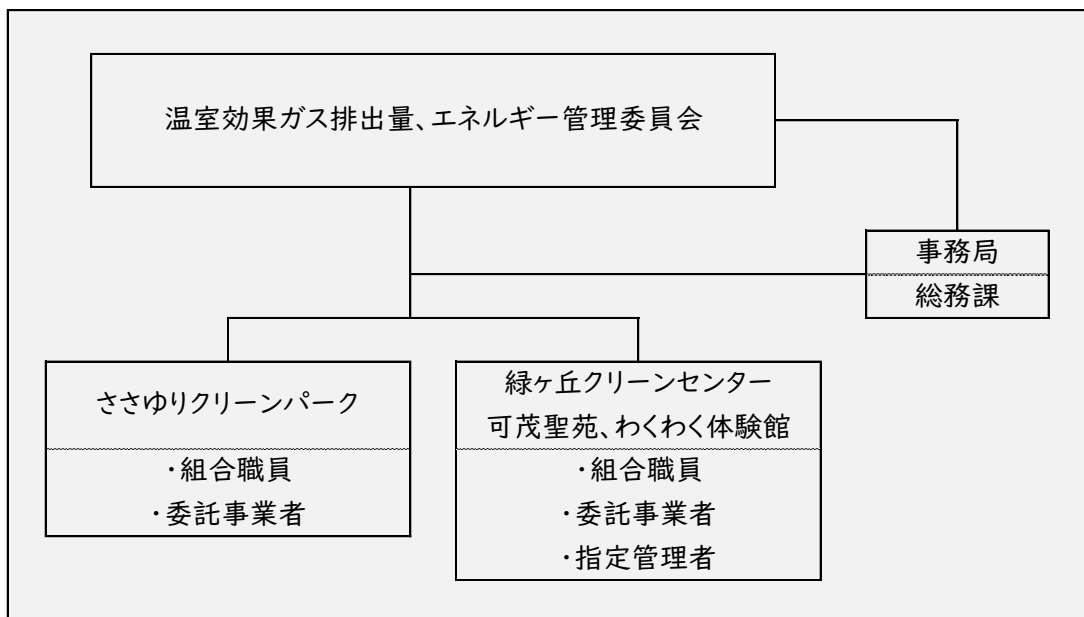 温室効果ガス排出量、エネルギー管理委員会
事務局
総務課
ささゆりクリーンパーク
・組合職員
・委託事業者
緑ヶ丘クリーンセンター
可茂聖苑、わくわく体験館
・組合職員
・委託事業者
・指定管理者